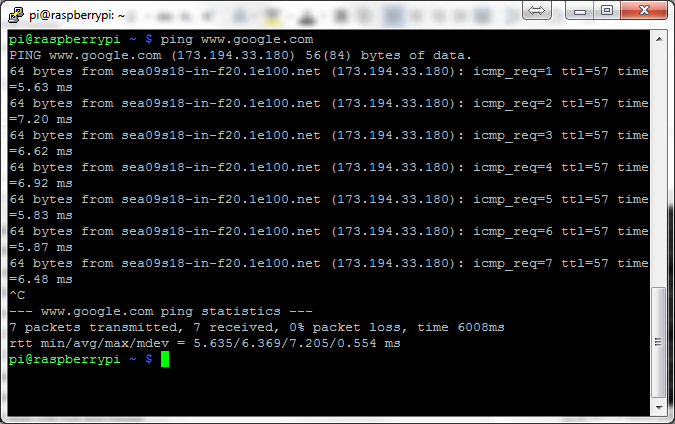 pi@raspberrypi: ~
pi@raspberrypi ~ $ ping www.google.com
PING www.google.com (173.194.33.180) 56(84) bytes of data.
64 bytes from sea09s18-in-f20.1e100.net (173.194.33.180): icmp_req=1 ttl=57 time
=5.63 ms
64 bytes from sea09s18-in-f20.1e100.net (173.194.33.180): icmp_req=2 ttl=57 time
=7.20 ms
64 bytes from sea09s18-in-f20.1e100.net (173.194.33.180): icmp_req=3 ttl=57 time
=6.62 ms
64 bytes from sea09s18-in-f20.1e100.net (173.194.33.180): icmp_req=4 ttl=57 time
=6.92 ms
64 bytes from sea09s18-in-f20.1e100.net (173.194.33.180): icmp_req=5 ttl=57 time
=5.83 ms
64 bytes from sea09s18-in-f20.1e100.net (173.194.33.180): icmp_req=6 ttl=57 time
=5.87 ms
64 bytes from sea09s18-in-f20.1e100.net (173.194.33.180): icmp_req=7 ttl=57 time
=6.48 ms
^C
--- www.google.com ping statistics ---
7 packets transmitted, 7 received, 0% packet loss, time 6008ms
rtt min/avg/max/mdev = 5.635/6.369/7.205/0.554 ms
pi@raspberrypi ~ $